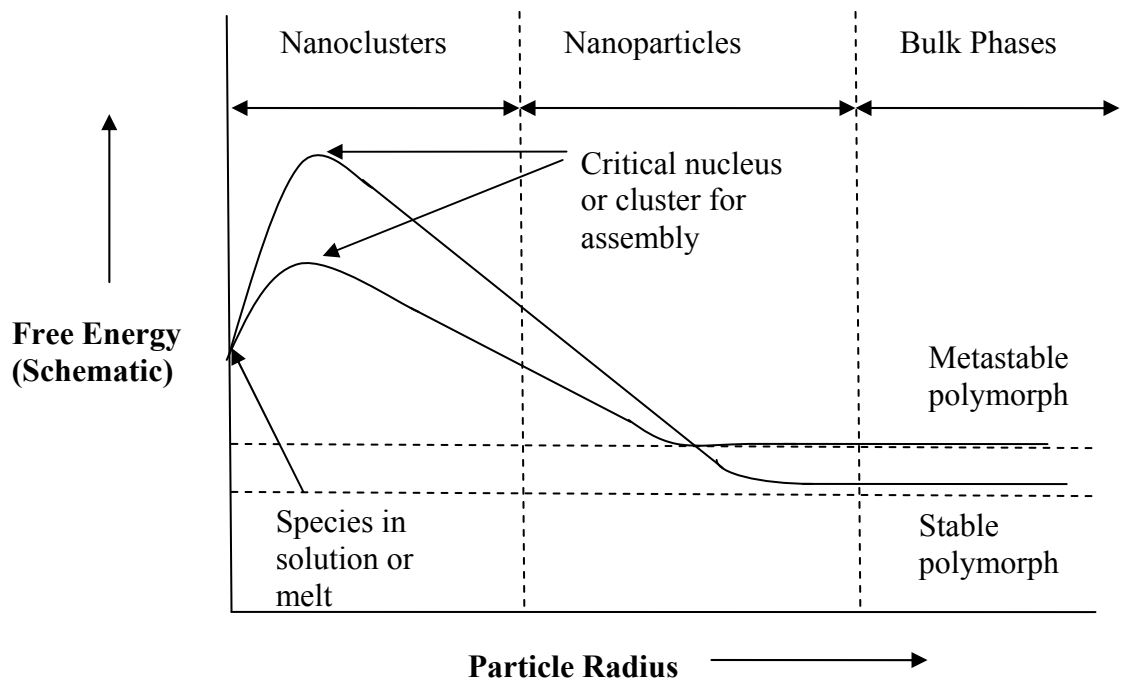 Nanoclusters
Nanoparticles
Bulk Phases
Critical nucleus
or cluster for
assembly
Free Energy
(Schematic)
Metastable
polymorph
Species in
solution or
melt
Stable
polymorph
Particle Radius